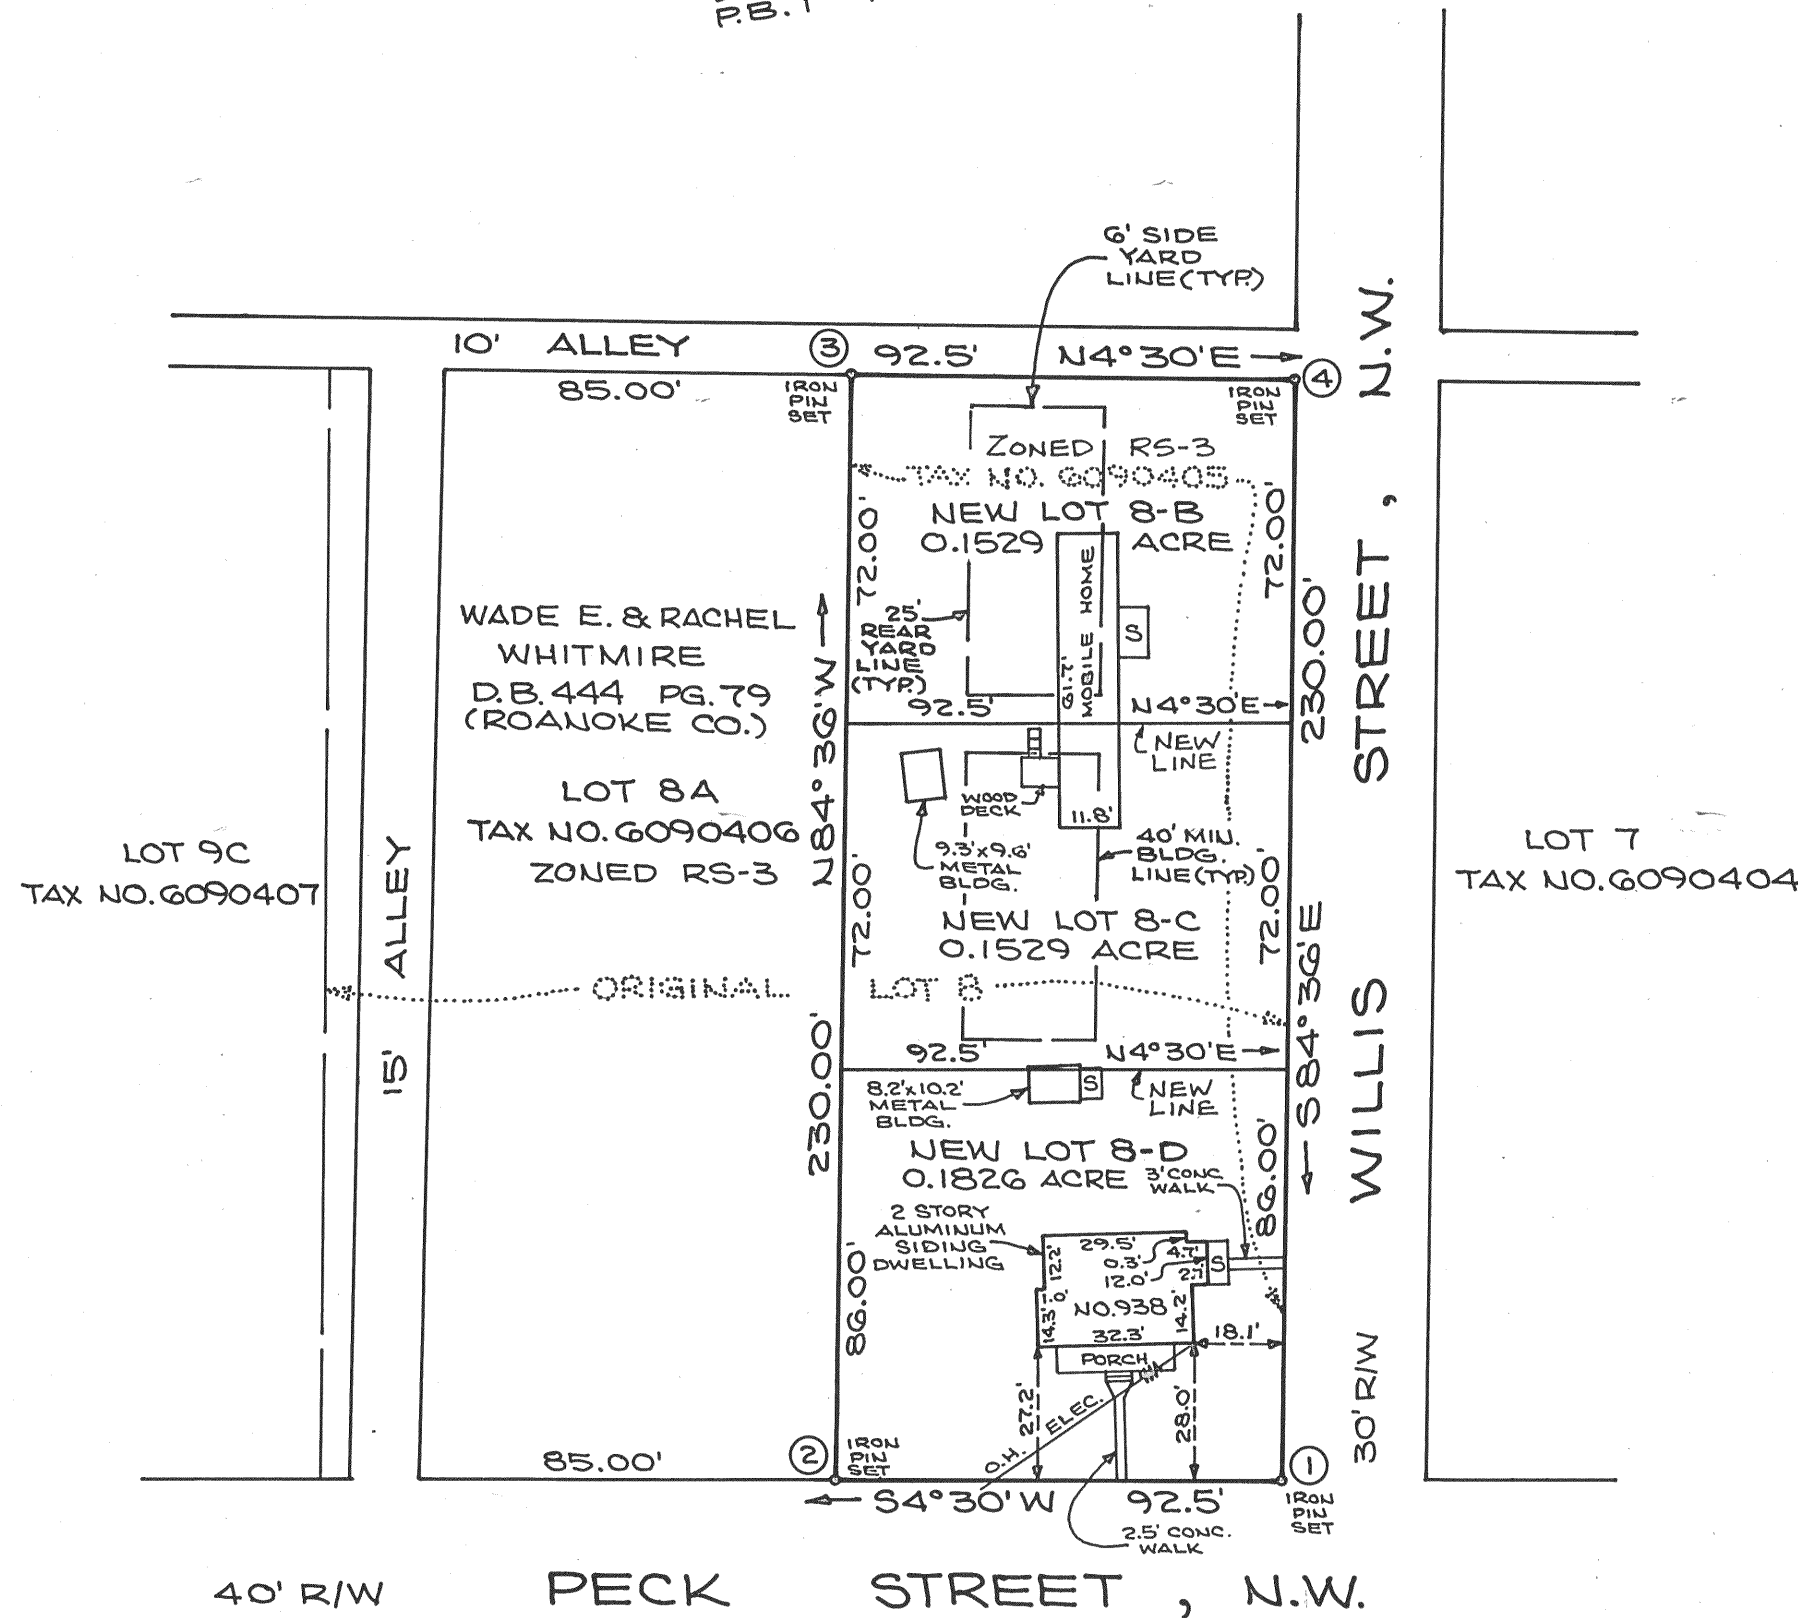 P.B. 1
6' SIDE
YARD
LINE (TYP.)
10' ALLEY
3
92.5' N4°30'E
4
85.00'
IRON
PIN
SET
IRON
PIN
SET
ZONED RS-3
TAX NO. 6090405
NEW LOT 8-B
0.1529 ACRE
72.00'
72.00'
MOBILE HOME
61.7'
S
25'
REAR
YARD
LINE
(TYP.)
92.5' N4°30'E
NEW
LINE
WADE E. & RACHEL
WHITMIRE
D.B. 444 PG. 79
(ROANOKE CO.)
LOT 8A
TAX NO. 6090406
ZONED RS-3
N84°36'W
230.00'
230.00'
S84°36'E
WOOD
DECK
11.8'
9.3'x9.6'
METAL
BLDG.
40' MIN.
BLDG.
LINE (TYP.)
72.00'
72.00'
NEW LOT 8-C
0.1529 ACRE
ORIGINAL LOT 8
LOT 9C
TAX NO. 6090407
15' ALLEY
LOT 7
TAX NO. 6090404
WILLIS STREET, N.W.
30' R/W
92.5' N4°30'E
NEW
LINE
8.2'x10.2'
METAL
BLDG.
S
NEW LOT 8-D
0.1826 ACRE
3' CONC.
WALK
86.00'
86.00'
2 STORY
ALUMINUM
SIDING
DWELLING
29.5'
12.2'
0.3'
4.7'
12.0'
2.7'
S
14.3'
1.0'
NO. 938
14.2'
32.3'
18.1'
PORCH
27.2'
28.0'
O.H. ELEC.
85.00'
2
IRON
PIN
SET
1
IRON
PIN
SET
S4°30'W 92.5'
2.5' CONC.
WALK
40' R/W PECK STREET, N.W.